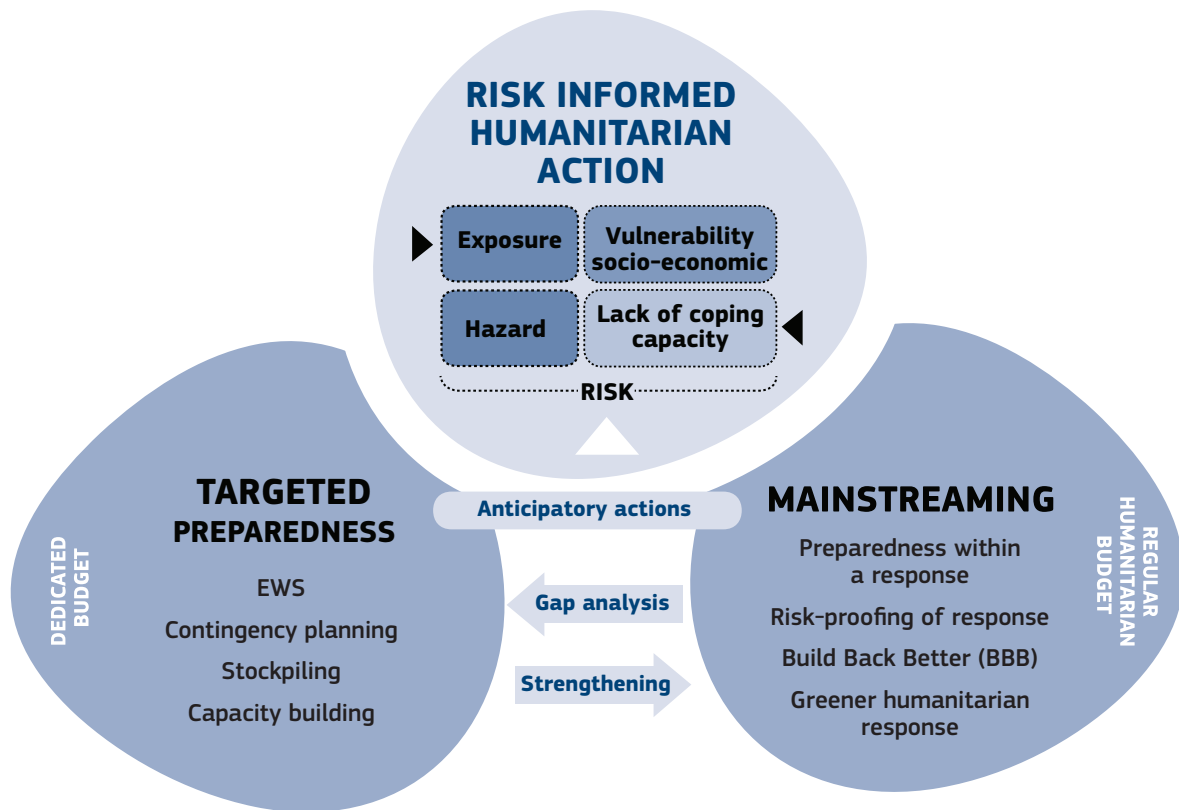 RISK INFORMED
HUMANITARIAN
ACTION
Exposure
Vulnerability
socio-economic
Hazard
Lack of coping
capacity
RISK
TARGETED
PREPAREDNESS
EWS
Contingency planning
Stockpiling
Capacity building
DEDICATED
BUDGET
Anticipatory actions
Gap analysis
Strengthening
MAINSTREAMING
Preparedness within
a response
Risk-proofing of response
Build Back Better (BBB)
Greener humanitarian
response
REGULAR
HUMANITARIAN
BUDGET